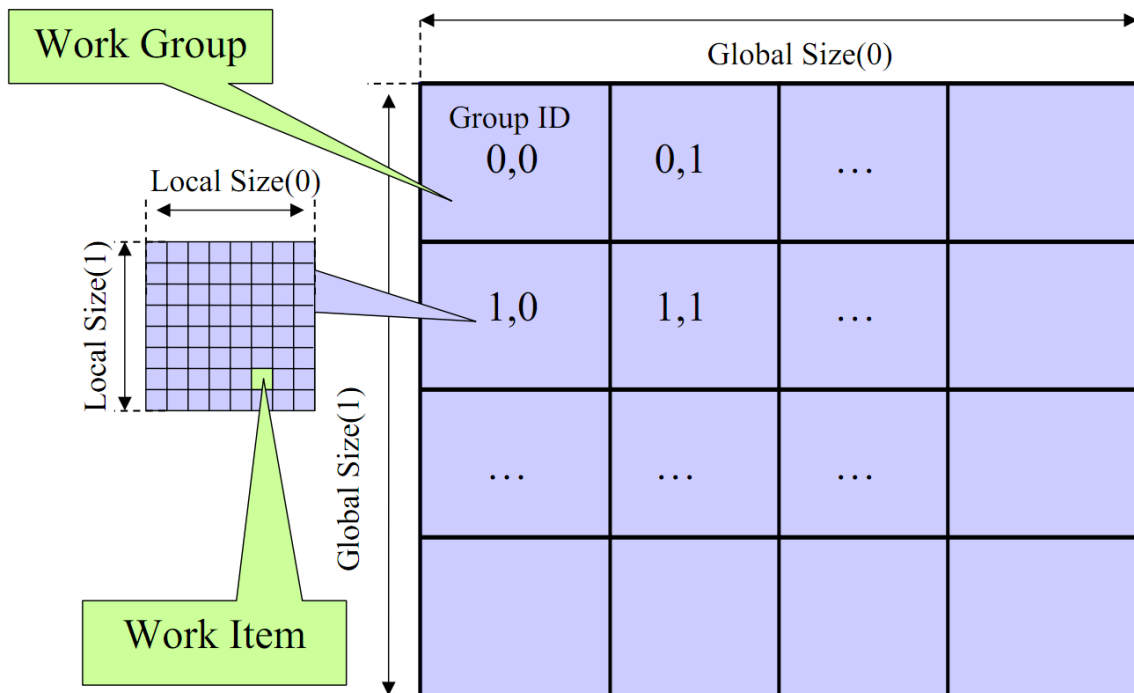 Work Group
Global Size(0)
Group ID
0,0 0,1 ...
Local Size(0)
Local Size(1)
1,0 1,1 ...
Global Size(1)
... ... ...
Work Item